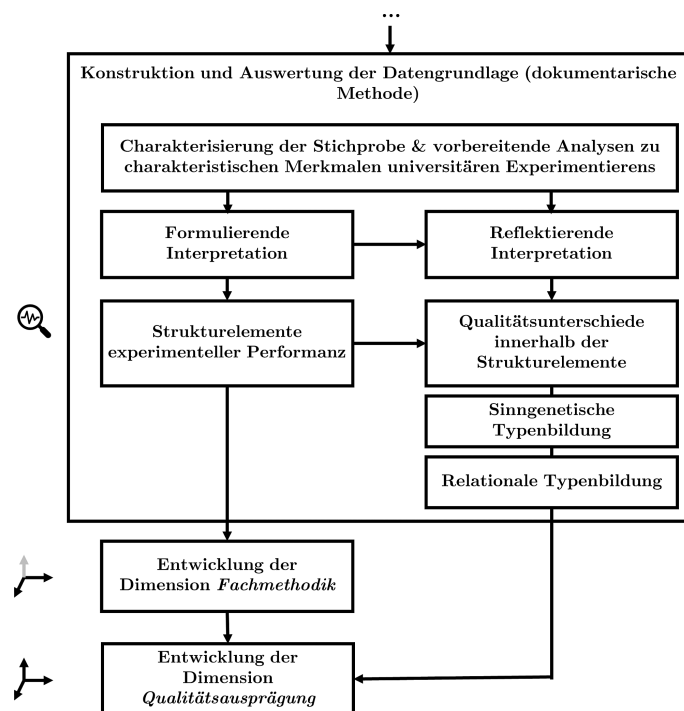 ...
Konstruktion und Auswertung der Datengrundlage (dokumentarische
Methode)
Charakterisierung der Stichprobe & vorbereitende Analysen zu
charakteristischen Merkmalen universitären Experimentierens
Formulierende
Interpretation
Reflektierende
Interpretation
Strukturelemente
experimenteller Performanz
Qualitätsunterschiede
innerhalb der
Strukturelemente
Sinngenetische
Typenbildung
Relationale Typenbildung
Entwicklung der
Dimension Fachmethodik
Entwicklung der
Dimension
Qualitätsausprägung